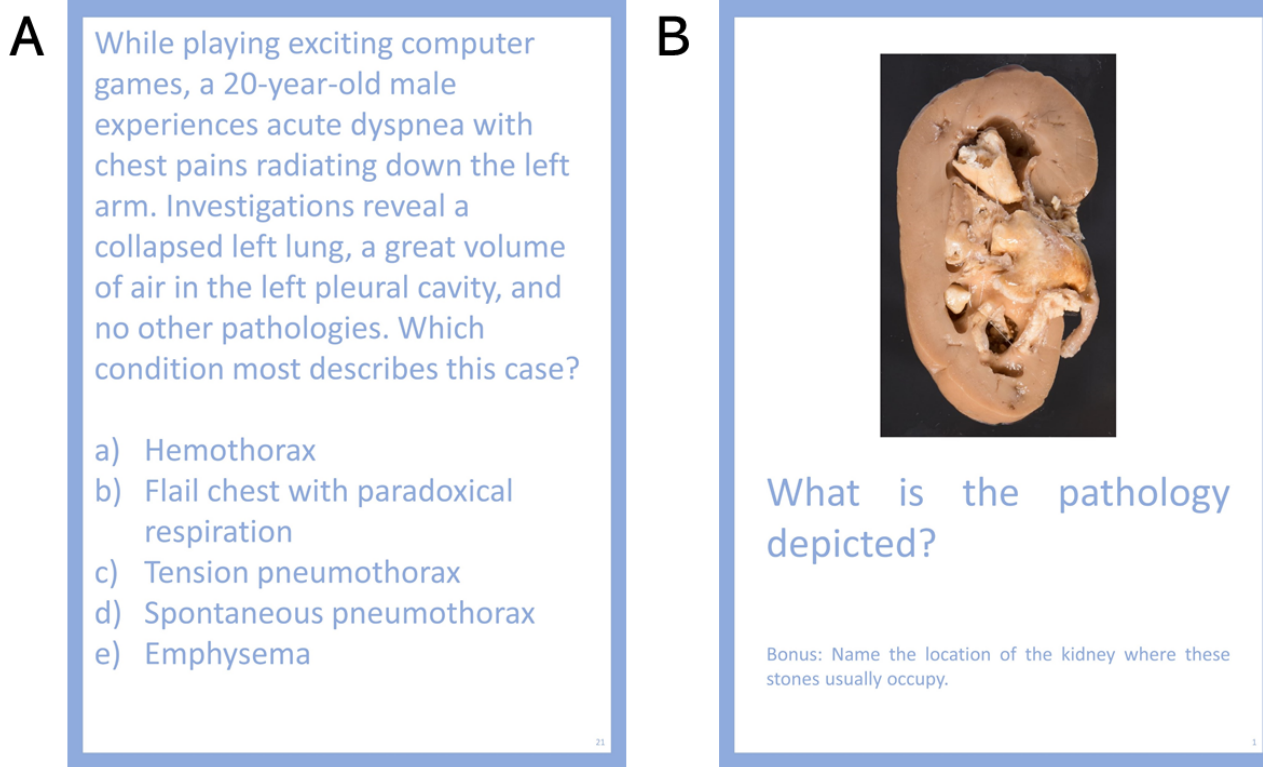 A
While playing exciting computer
games, a 20-year-old male
experiences acute dyspnea with
chest pains radiating down the left
arm. Investigations reveal a
collapsed left lung, a great volume
of air in the left pleural cavity, and
no other pathologies. Which
condition most describes this case?
a) Hemothorax
b) Flail chest with paradoxical
respiration
c) Tension pneumothorax
d) Spontaneous pneumothorax
e) Emphysema
21
B
What is the pathology
depicted?
Bonus: Name the location of the kidney where these
stones usually occupy.
1